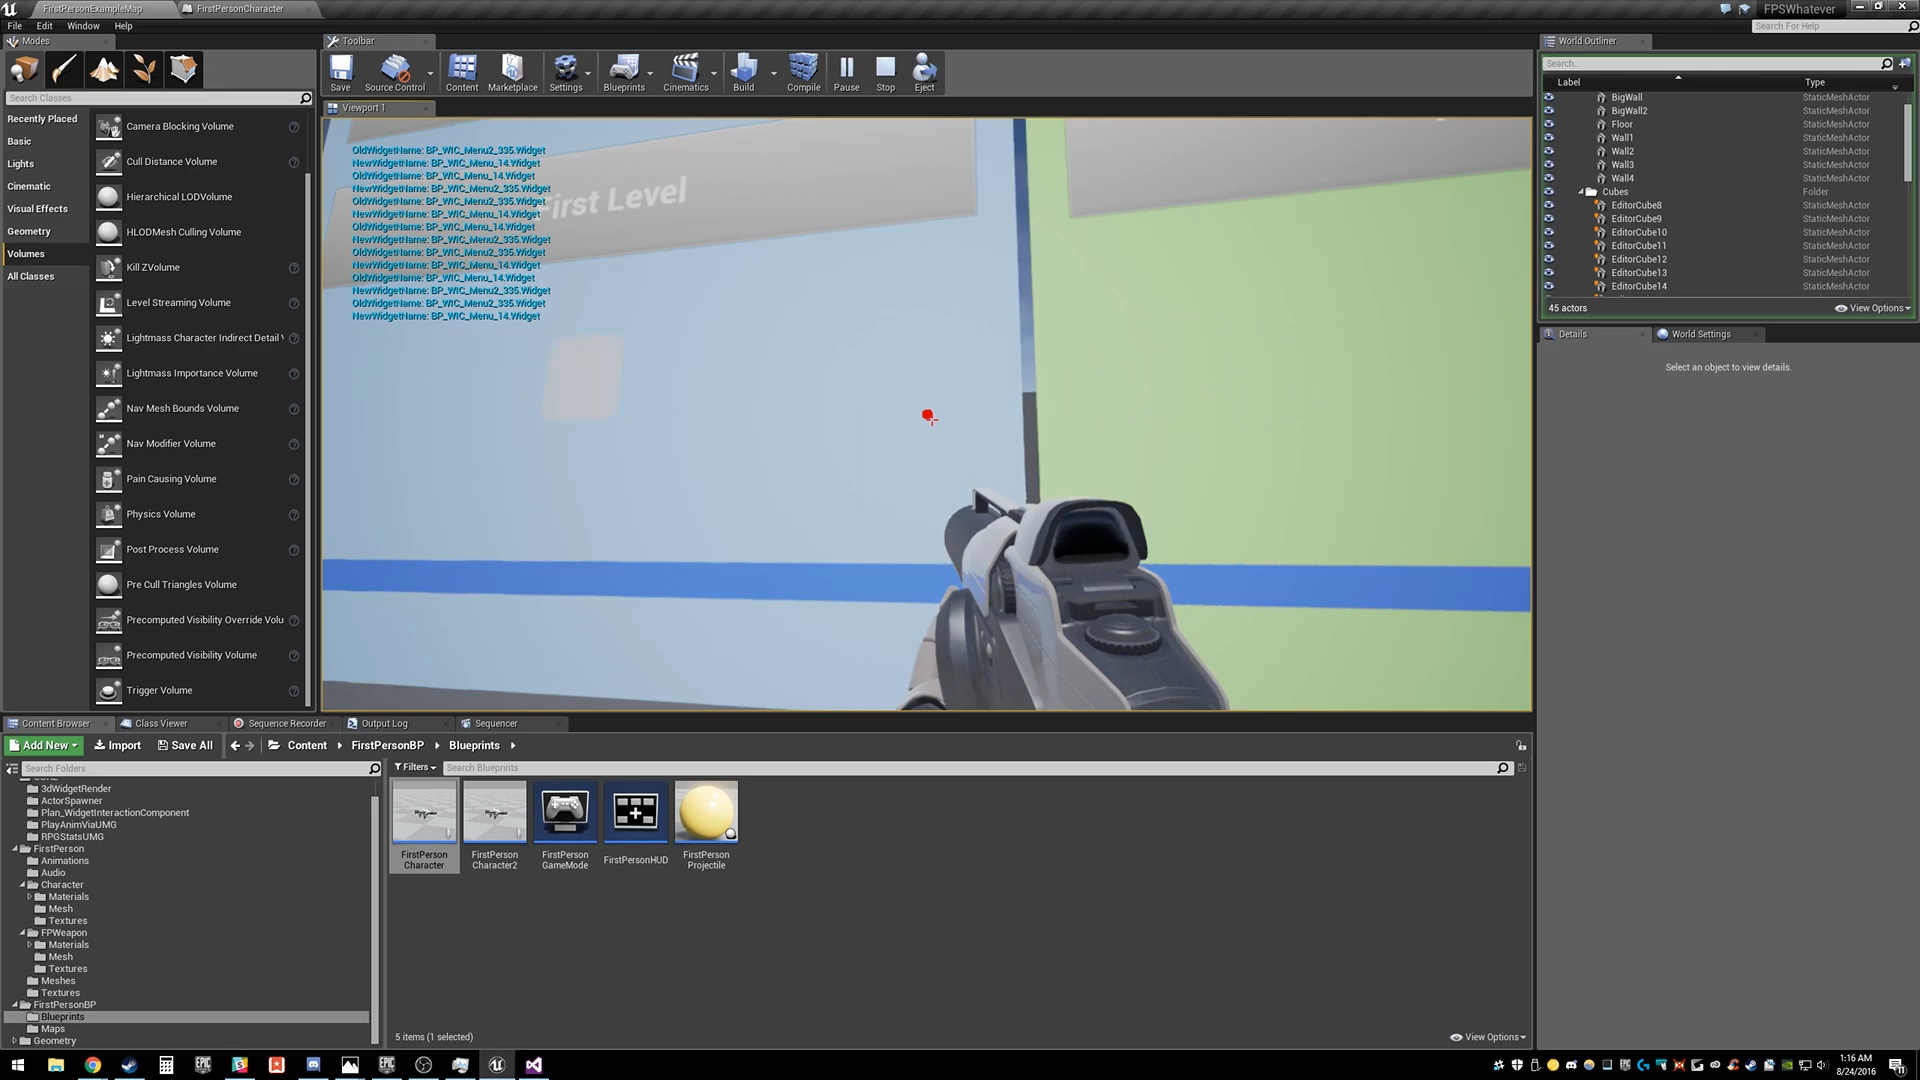 FirstPersonExampleMap
FirstPersonCharacter
FPSWhatever
File Edit Window Help
Search For Help
Modes
Toolbar
World Outliner
Save
Source Control
Content
Marketplace
Settings
Blueprints
Cinematics
Build
Compile
Pause
Stop
Eject
Search Classes
Viewport 1
Recently Placed
Basic
Lights
Cinematic
Visual Effects
Geometry
Volumes
All Classes
Camera Blocking Volume
Cull Distance Volume
Hierarchical LODVolume
HLODMesh Culling Volume
Kill ZVolume
Level Streaming Volume
Lightmass Character Indirect Detail
Lightmass Importance Volume
Nav Mesh Bounds Volume
Nav Modifier Volume
Pain Causing Volume
Physics Volume
Post Process Volume
Pre Cull Triangles Volume
Precomputed Visibility Override Volu
Precomputed Visibility Volume
Trigger Volume
OldWidgetName: BP_WIC_Menu2_335.Widget
NewWidgetName: BP_WIC_Menu_14.Widget
OldWidgetName: BP_WIC_Menu_14.Widget
NewWidgetName: BP_WIC_Menu2_335.Widget
OldWidgetName: BP_WIC_Menu2_335.Widget
NewWidgetName: BP_WIC_Menu_14.Widget
OldWidgetName: BP_WIC_Menu_14.Widget
NewWidgetName: BP_WIC_Menu2_335.Widget
OldWidgetName: BP_WIC_Menu2_335.Widget
NewWidgetName: BP_WIC_Menu_14.Widget
OldWidgetName: BP_WIC_Menu_14.Widget
NewWidgetName: BP_WIC_Menu2_335.Widget
OldWidgetName: BP_WIC_Menu2_335.Widget
NewWidgetName: BP_WIC_Menu_14.Widget
First Level
Search...
Label Type
BigWall StaticMeshActor
BigWall2 StaticMeshActor
Floor StaticMeshActor
Wall1 StaticMeshActor
Wall2 StaticMeshActor
Wall3 StaticMeshActor
Wall4 StaticMeshActor
Cubes Folder
EditorCube8 StaticMeshActor
EditorCube9 StaticMeshActor
EditorCube10 StaticMeshActor
EditorCube11 StaticMeshActor
EditorCube12 StaticMeshActor
EditorCube13 StaticMeshActor
EditorCube14 StaticMeshActor
45 actors
View Options
Details
World Settings
Select an object to view details.
Content Browser
Class Viewer
Sequence Recorder
Output Log
Sequencer
Add New
Import
Save All
Content
FirstPersonBP
Blueprints
Search Folders
Filters
Search Blueprints
3dWidgetRender
ActorSpawner
Plan_WidgetInteractionComponent
PlayAnimViaUMG
RPGStatsUMG
FirstPerson
Animations
Audio
Character
Materials
Mesh
Textures
FPWeapon
Materials
Mesh
Textures
Meshes
Textures
FirstPersonBP
Blueprints
Maps
Geometry
FirstPerson
Character
FirstPerson
Character2
FirstPerson
GameMode
FirstPersonHUD
FirstPerson
Projectile
5 items (1 selected)
View Options
EPIC
EPIC
1:16 AM
8/24/2016